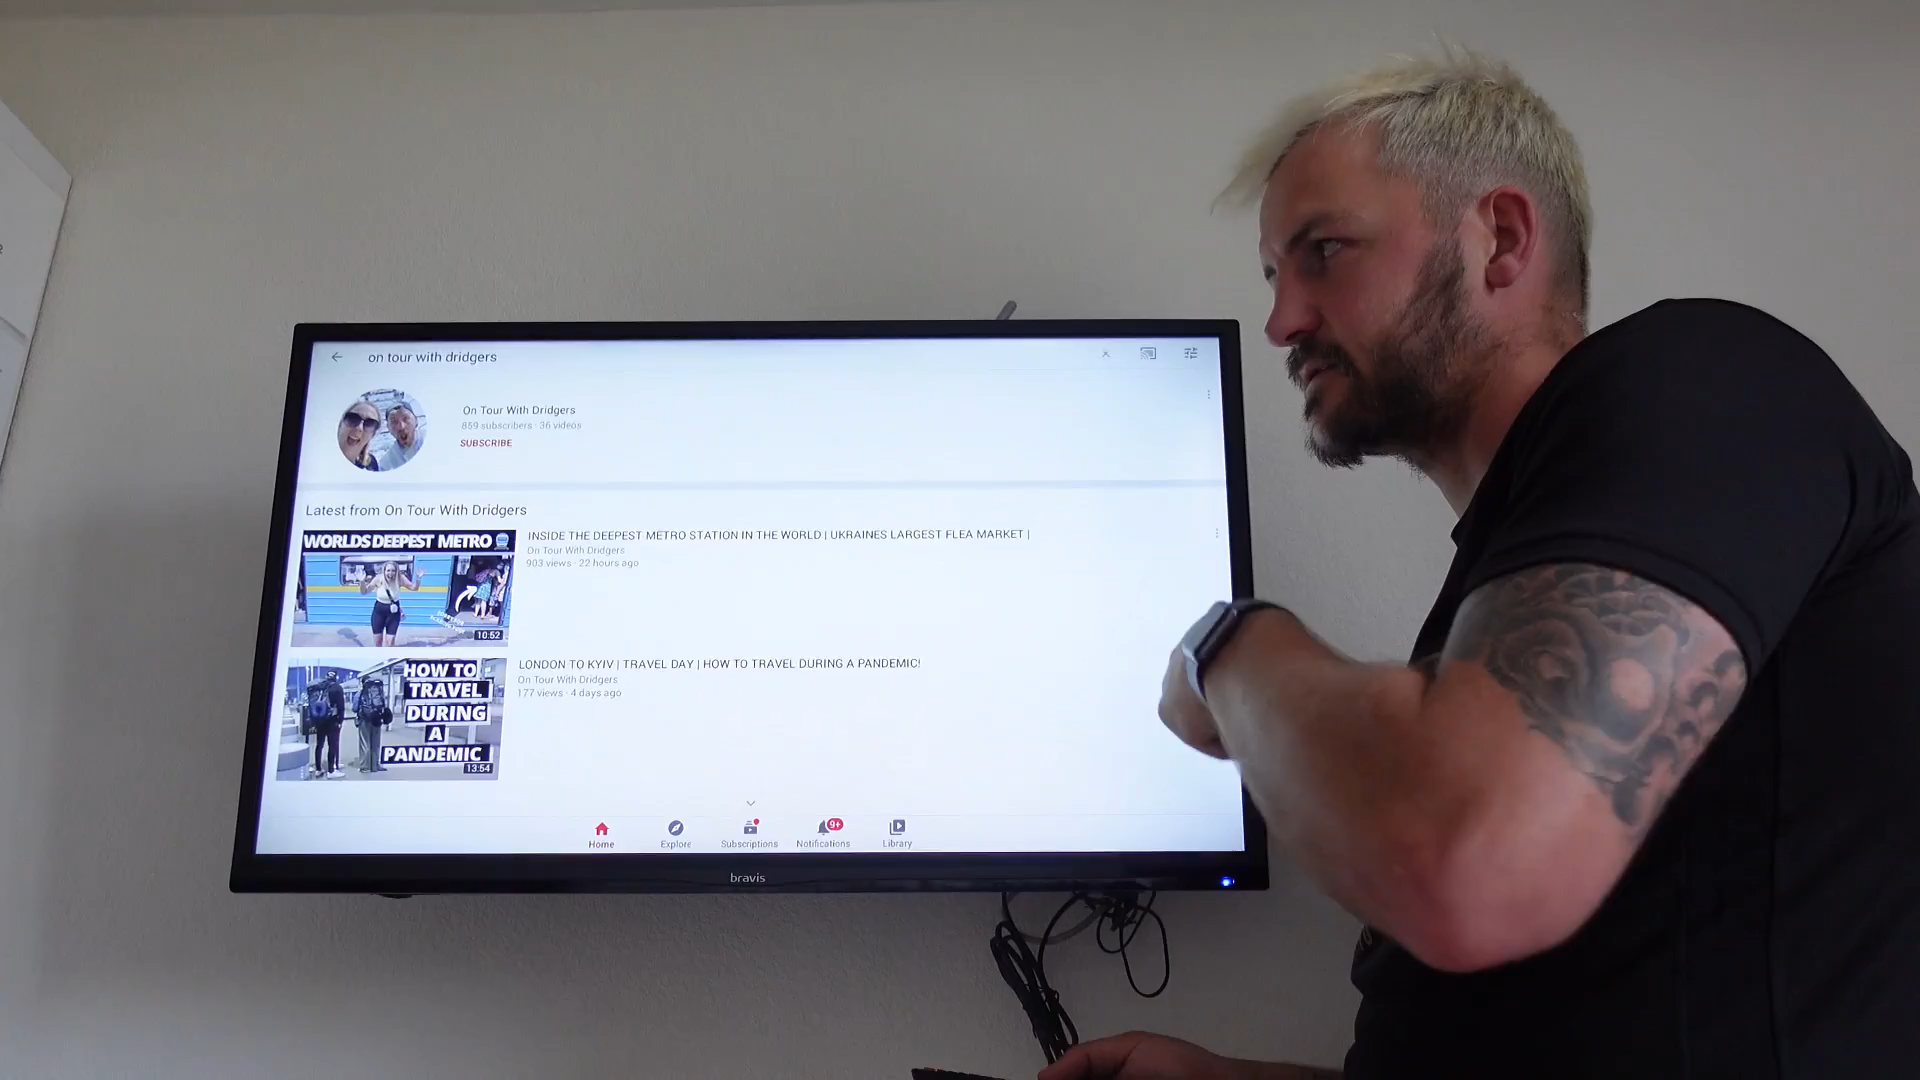 on tour with dridgers
On Tour With Dridgers
859 subscribers · 36 videos
SUBSCRIBE
Latest from On Tour With Dridgers
WORLDS DEEPEST METRO
10:52
INSIDE THE DEEPEST METRO STATION IN THE WORLD | UKRAINES LARGEST FLEA MARKET |
On Tour With Dridgers
903 views · 22 hours ago
HOW TO
TRAVEL
DURING
A
PANDEMIC
13:54
LONDON TO KYIV | TRAVEL DAY | HOW TO TRAVEL DURING A PANDEMIC!
On Tour With Dridgers
177 views · 4 days ago
9+
Home Explore Subscriptions Notifications Library
bravis